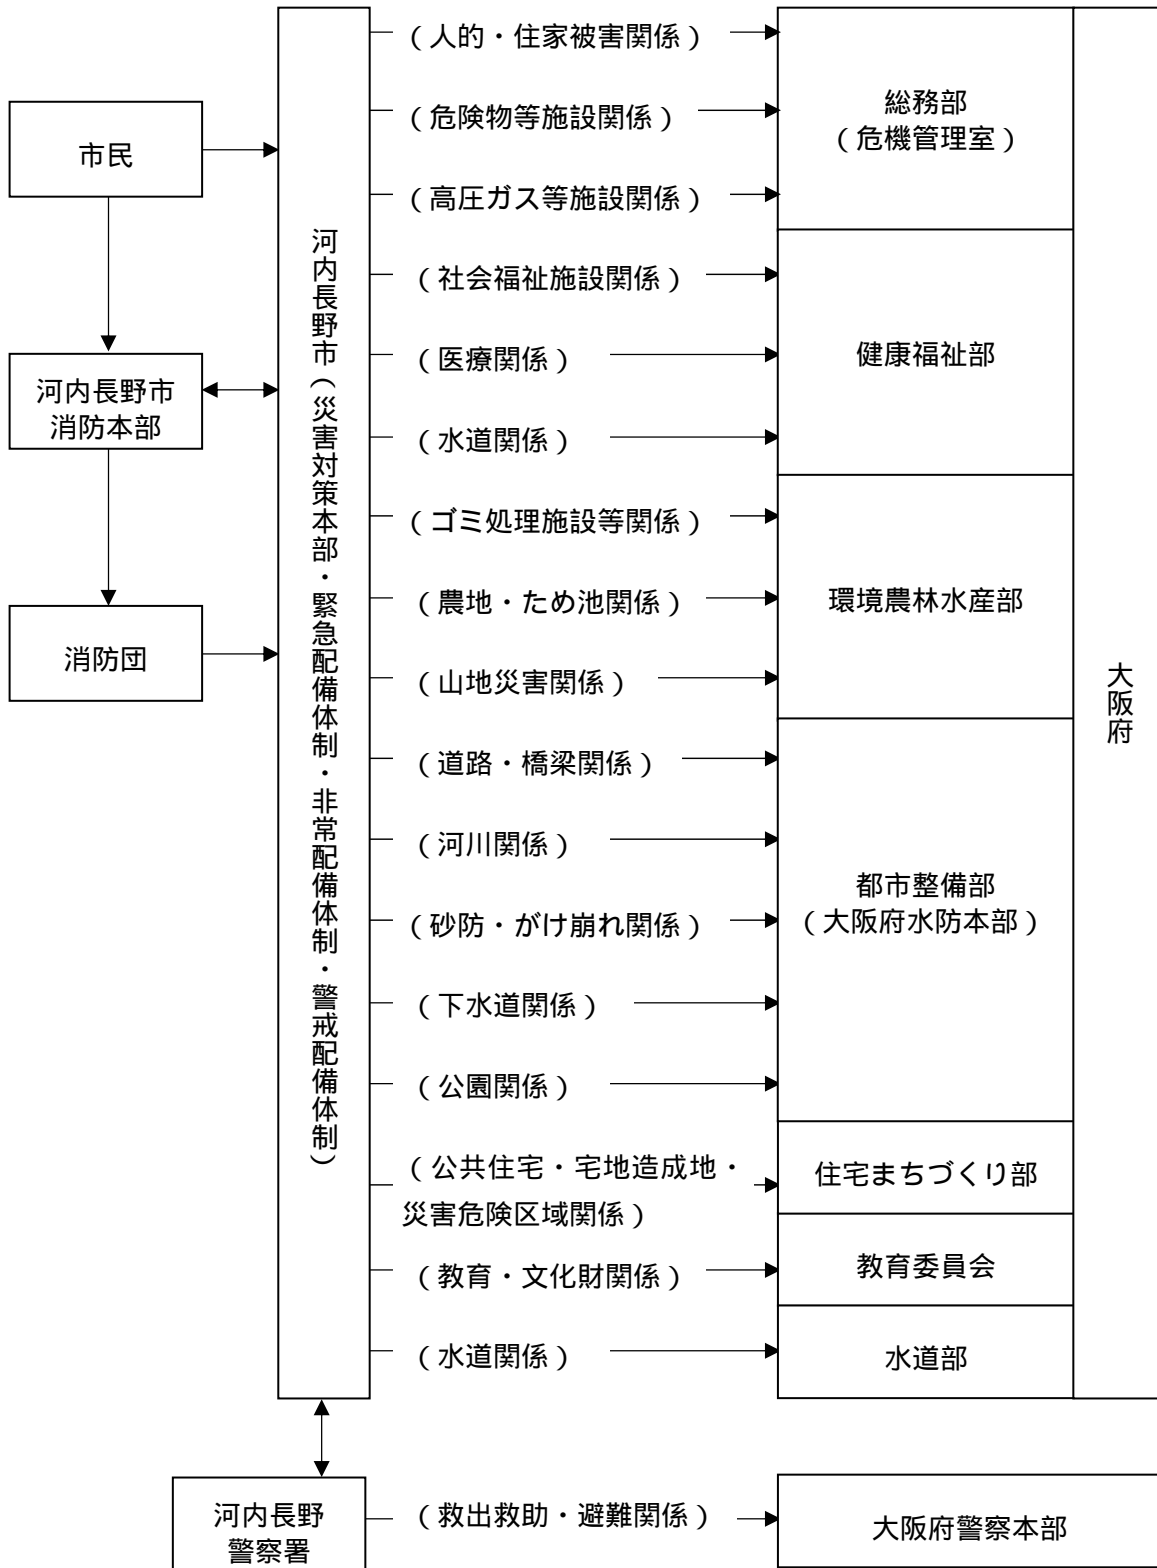 市民
河内長野市
消防本部
消防団
河内長野市(災害対策本部・緊急配備体制・非常配備体制・警戒配備体制)
(人的・住家被害関係)
(危険物等施設関係)
(高圧ガス等施設関係)
(社会福祉施設関係)
(医療関係)
(水道関係)
(ゴミ処理施設等関係)
(農地・ため池関係)
(山地災害関係)
(道路・橋梁関係)
(河川関係)
(砂防・がけ崩れ関係)
(下水道関係)
(公園関係)
(公共住宅・宅地造成地・
災害危険区域関係)
(教育・文化財関係)
(水道関係)
総務部
(危機管理室)
健康福祉部
環境農林水産部
都市整備部
(大阪府水防本部)
住宅まちづくり部
教育委員会
水道部
大阪府
河内長野
警察署
(救出救助・避難関係)
大阪府警察本部